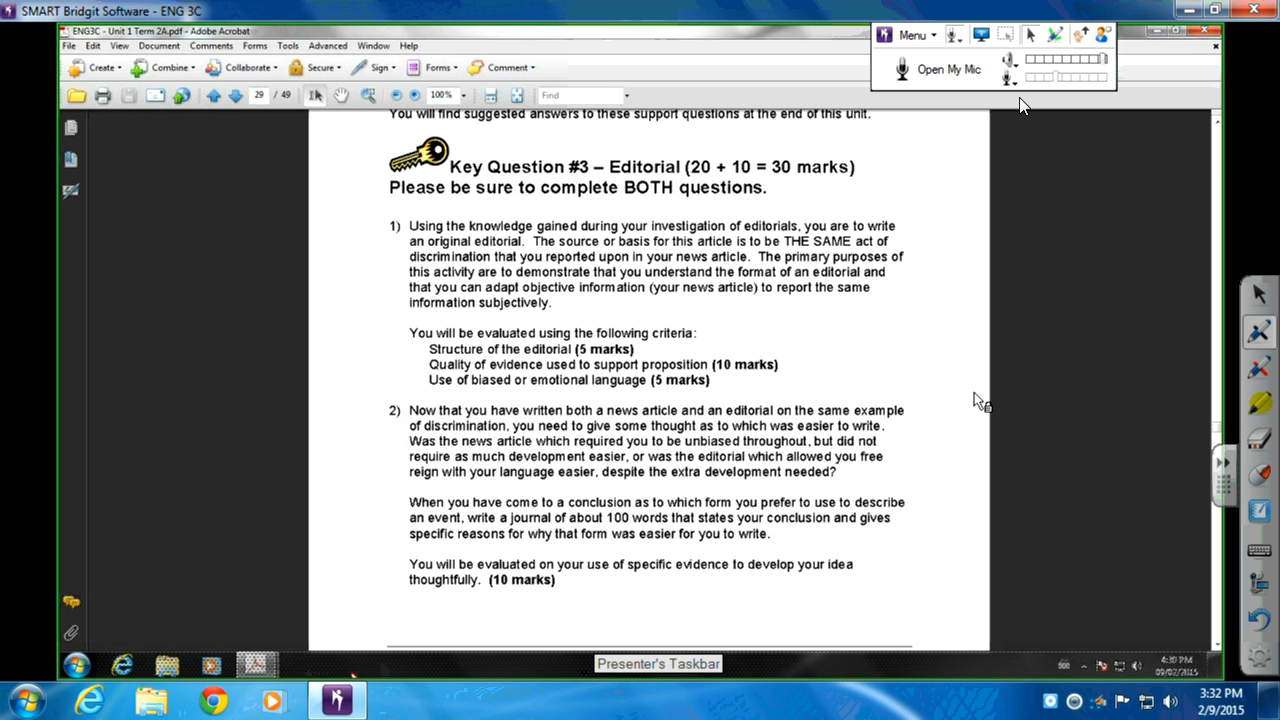 SMART Bridgit Software - ENG 3C
ENG3C - Unit 1 Term 2A.pdf - Adobe Acrobat
File Edit View Document Comments Forms Tools Advanced Window Help
Menu
Create Combine Collaborate Secure Sign Forms Comment
Open My Mic
29 / 49 100% Find
You will find suggested answers to these support questions at the end of this unit.
Key Question #3 – Editorial (20 + 10 = 30 marks)
Please be sure to complete BOTH questions.
1) Using the knowledge gained during your investigation of editorials, you are to write
an original editorial. The source or basis for this article is to be THE SAME act of
discrimination that you reported upon in your news article. The primary purposes of
this activity are to demonstrate that you understand the format of an editorial and
that you can adapt objective information (your news article) to report the same
information subjectively.
You will be evaluated using the following criteria:
Structure of the editorial (5 marks)
Quality of evidence used to support proposition (10 marks)
Use of biased or emotional language (5 marks)
2) Now that you have written both a news article and an editorial on the same example
of discrimination, you need to give some thought as to which was easier to write.
Was the news article which required you to be unbiased throughout, but did not
require as much development easier, or was the editorial which allowed you free
reign with your language easier, despite the extra development needed?
When you have come to a conclusion as to which form you prefer to use to describe
an event, write a journal of about 100 words that states your conclusion and gives
specific reasons for why that form was easier for you to write.
You will be evaluated on your use of specific evidence to develop your idea
thoughtfully. (10 marks)
Presenter's Taskbar
4:30 PM
09/02/2015
3:32 PM
2/9/2015